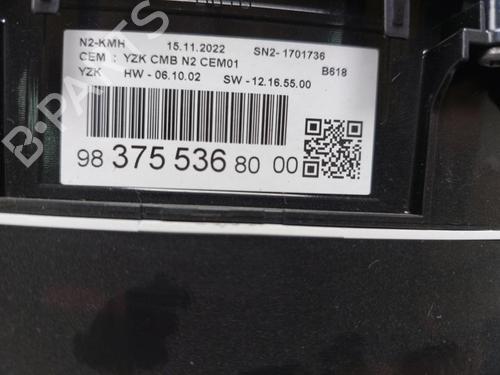 N2-KMH 15.11.2022 SN2- 1701736
CEM : YZK CMB N2 CEM01
YZK HW - 06.10.02 SW - 12.16.55.00 B618
98 375 536 80 00
B-PARTS